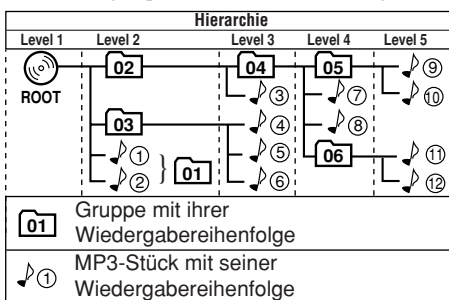 Hierarchie
Level 1 Level 2 Level 3 Level 4 Level 5
02 04 05 ⑨
ROOT ③ ⑦ ⑩
03 ④ ⑧
① ⑤ 06 ⑪
② } 01 ⑥ ⑫
01 Gruppe mit ihrer
Wiedergabereihenfolge
① MP3-Stück mit seiner
Wiedergabereihenfolge